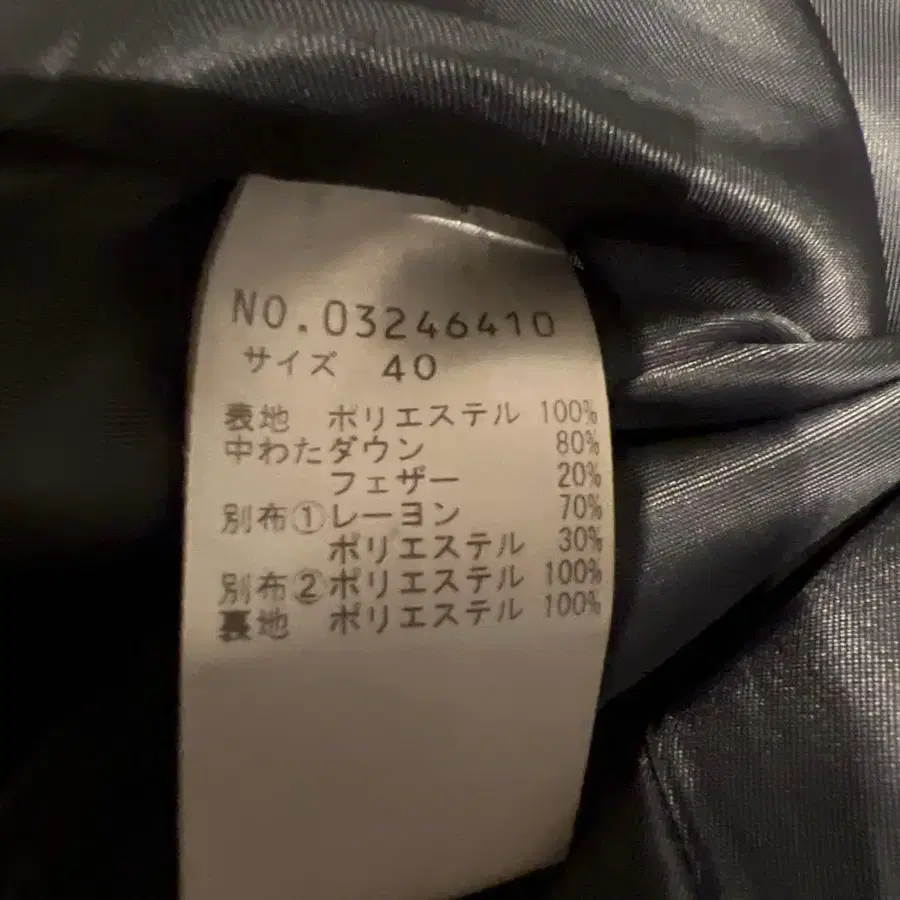 NO.03246410
サイズ 40
表地 ポリエステル 100%
中わたダウン 80%
フェザー 20%
別布①レーヨン 70%
ポリエステル 30%
別布②ポリエステル 100%
裏地 ポリエステル 100%